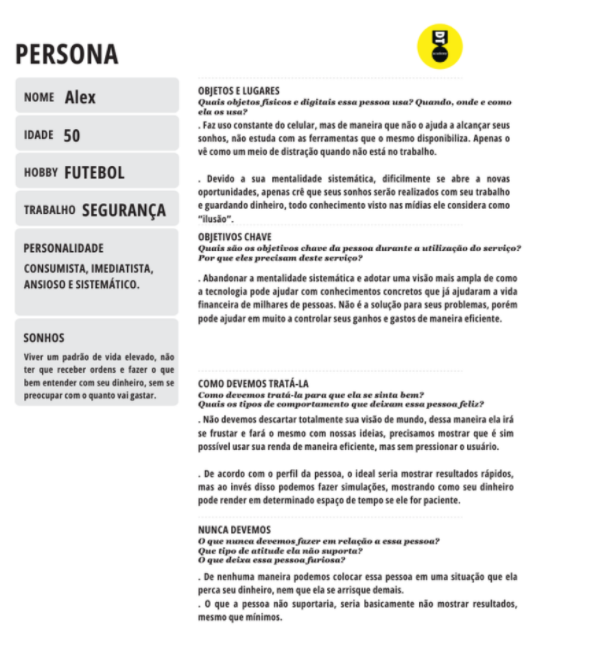 PERSONA
DT
NOME Alex
IDADE 50
HOBBY FUTEBOL
TRABALHO SEGURANÇA
PERSONALIDADE
CONSUMISTA, IMEDIATISTA,
ANSIOSO E SISTEMÁTICO.
SONHOS
Viver um padrão de vida elevado, não
ter que receber ordens e fazer o que
bem entender com seu dinheiro, sem se
preocupar com o quanto vai gastar.
OBJETOS E LUGARES
Quais objetos físicos e digitais essa pessoa usa? Quando, onde e como
ela os usa?
. Faz uso constante do celular, mas de maneira que não o ajuda a alcançar seus
sonhos, não estuda com as ferramentas que o mesmo disponibiliza. Apenas o
vê como um meio de distração quando não está no trabalho.
. Devido a sua mentalidade sistemática, dificilmente se abre a novas
oportunidades, apenas crê que seus sonhos serão realizados com seu trabalho
e guardando dinheiro, todo conhecimento visto nas mídias ele considera como
“ilusão”.
OBJETIVOS CHAVE
Quais são os objetivos chave da pessoa durante a utilização do serviço?
Por que eles precisam deste serviço?
. Abandonar a mentalidade sistemática e adotar uma visão mais ampla de como
a tecnologia pode ajudar com conhecimentos concretos que já ajudaram a vida
financeira de milhares de pessoas. Não é a solução para seus problemas, porém
pode ajudar em muito a controlar seus ganhos e gastos de maneira eficiente.
COMO DEVEMOS TRATÁ-LA
Como devemos tratá-la para que ela se sinta bem?
Quais os tipos de comportamento que deixam essa pessoa feliz?
. Não devemos descartar totalmente sua visão de mundo, dessa maneira ela irá
se frustar e fará o mesmo com nossas ideias, precisamos mostrar que é sim
possível usar sua renda de maneira eficiente, mas sem pressionar o usuário.
. De acordo com o perfil da pessoa, o ideal seria mostrar resultados rápidos,
mas ao invés disso podemos fazer simulações, mostrando como seu dinheiro
pode render em determinado espaço de tempo se ele for paciente.
NUNCA DEVEMOS
O que nunca devemos fazer em relação a essa pessoa?
Que tipo de atitude ela não suporta?
O que deixa essa pessoa furiosa?
. De nenhuma maneira podemos colocar essa pessoa em uma situação que ela
perca seu dinheiro, nem que ela se arrisque demais.
. O que a pessoa não suportaria, seria basicamente não mostrar resultados,
mesmo que mínimos.